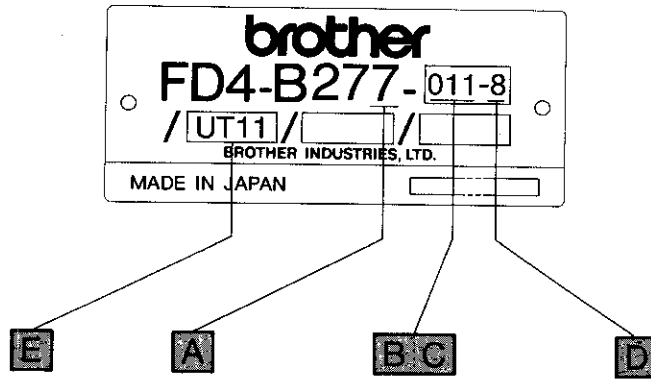 brother
FD4-B277-011-8
/ UT11 / /
BROTHER INDUSTRIES, LTD.
MADE IN JAPAN
E A B C D